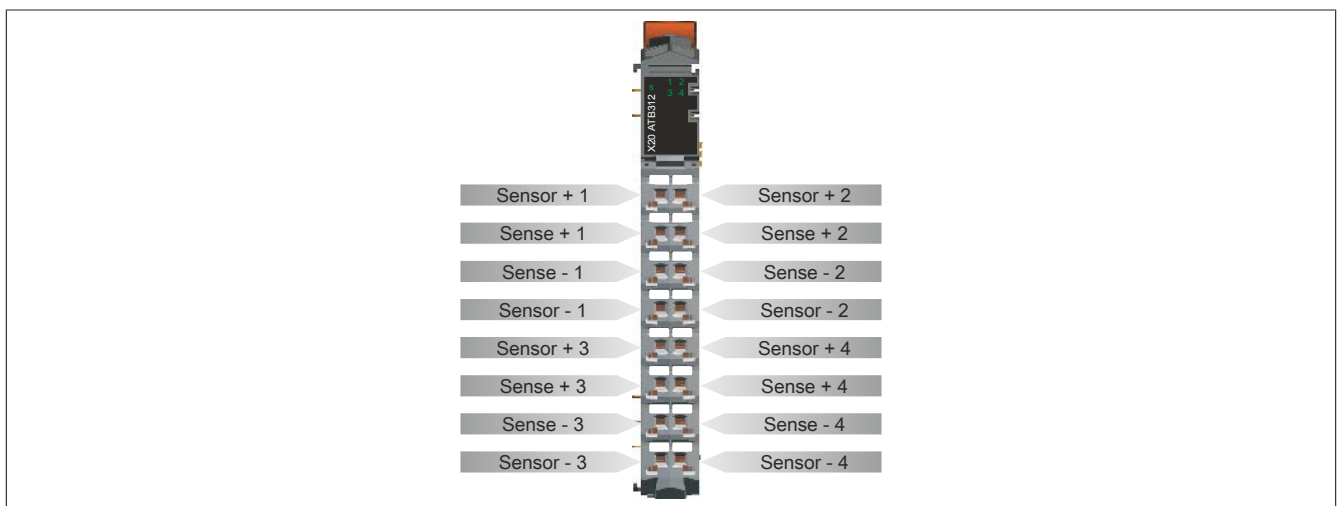 S 1 2
3 4
X20 ATB312
Sensor + 1 Sensor + 2
Sense + 1 Sense + 2
Sense - 1 Sense - 2
Sensor - 1 Sensor - 2
Sensor + 3 Sensor + 4
Sense + 3 Sense + 4
Sense - 3 Sense - 4
Sensor - 3 Sensor - 4